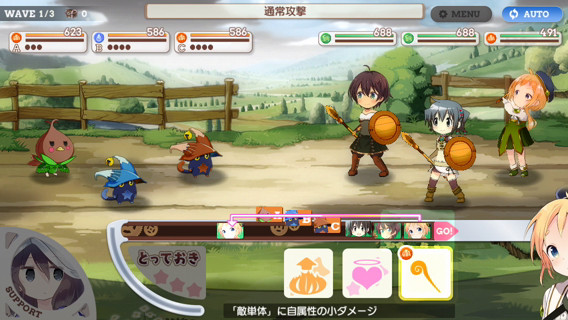 WAVE 1/3 0
通常攻撃
MENU
AUTO
623
586
586
688
688
491
A
B
C
B
C
GO!
とっておき
SUPPORT
「敵単体」に自属性の小ダメージ